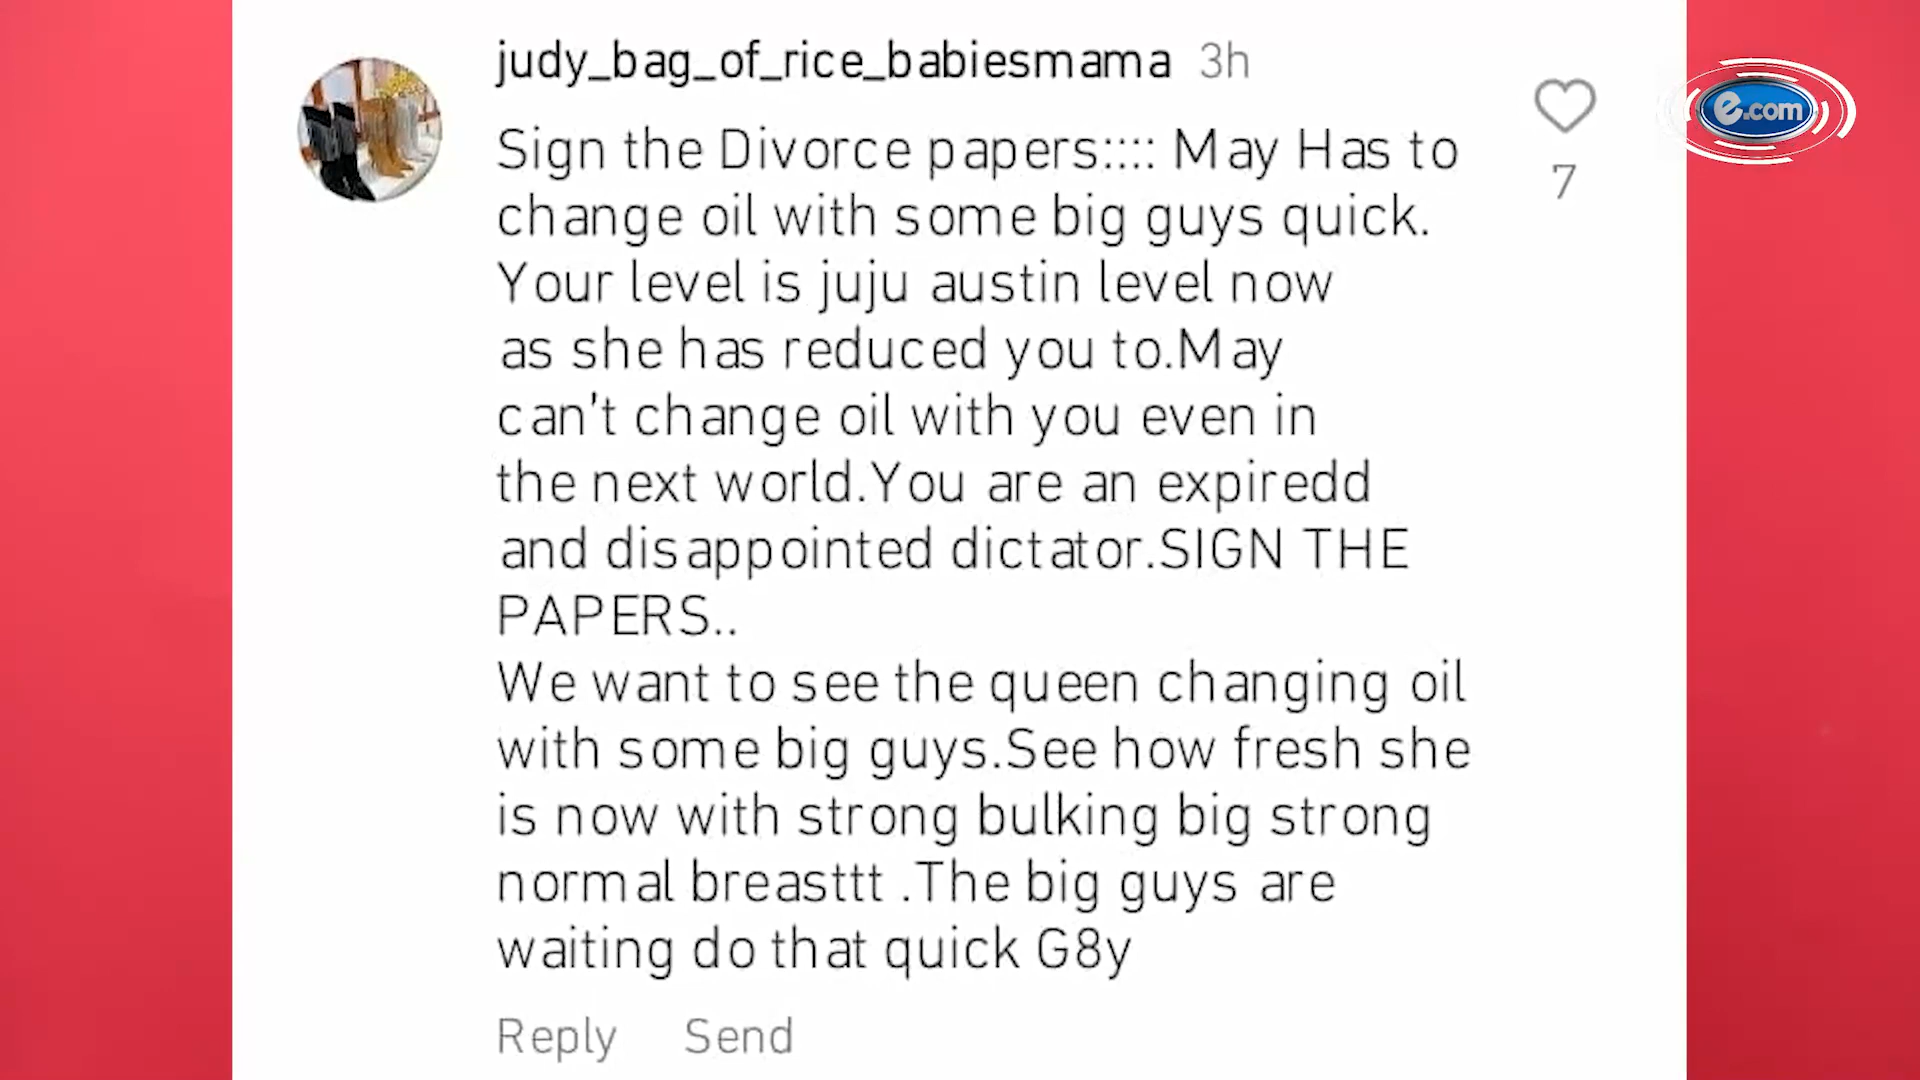 judy_bag_of_rice_babiesmama 3h
Sign the Divorce papers:::: May Has to
change oil with some big guys quick.
Your level is juju austin level now
as she has reduced you to.May
can't change oil with you even in
the next world.You are an expiredd
and disappointed dictator.SIGN THE
PAPERS..
We want to see the queen changing oil
with some big guys.See how fresh she
is now with strong bulking big strong
normal breasttt .The big guys are
waiting do that quick G8y
Reply Send
7
e.com